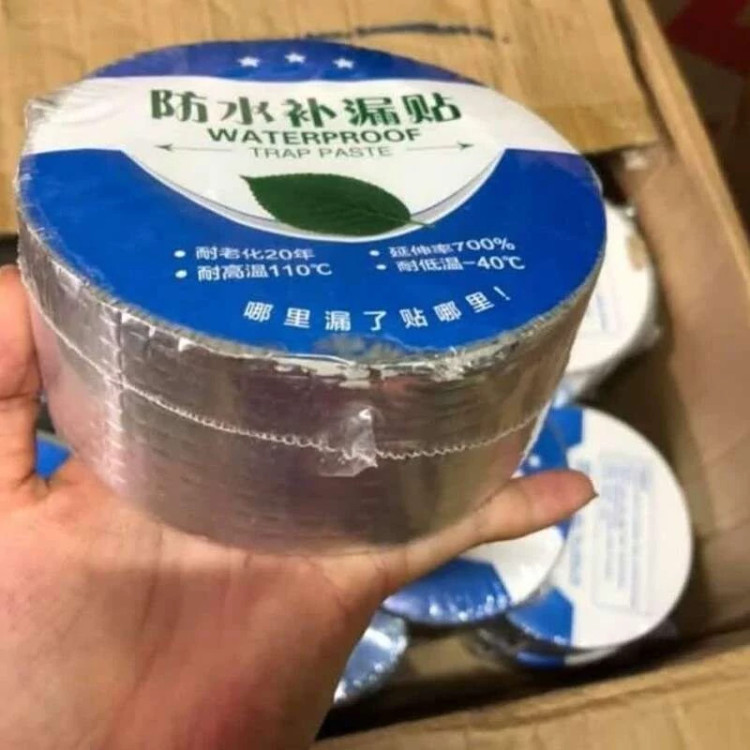 防水补漏贴
WATERPROOF
TRAP PASTE
• 耐老化20年
• 延伸率700%
• 耐高温110℃
• 耐低温-40℃
哪里漏了贴哪里!